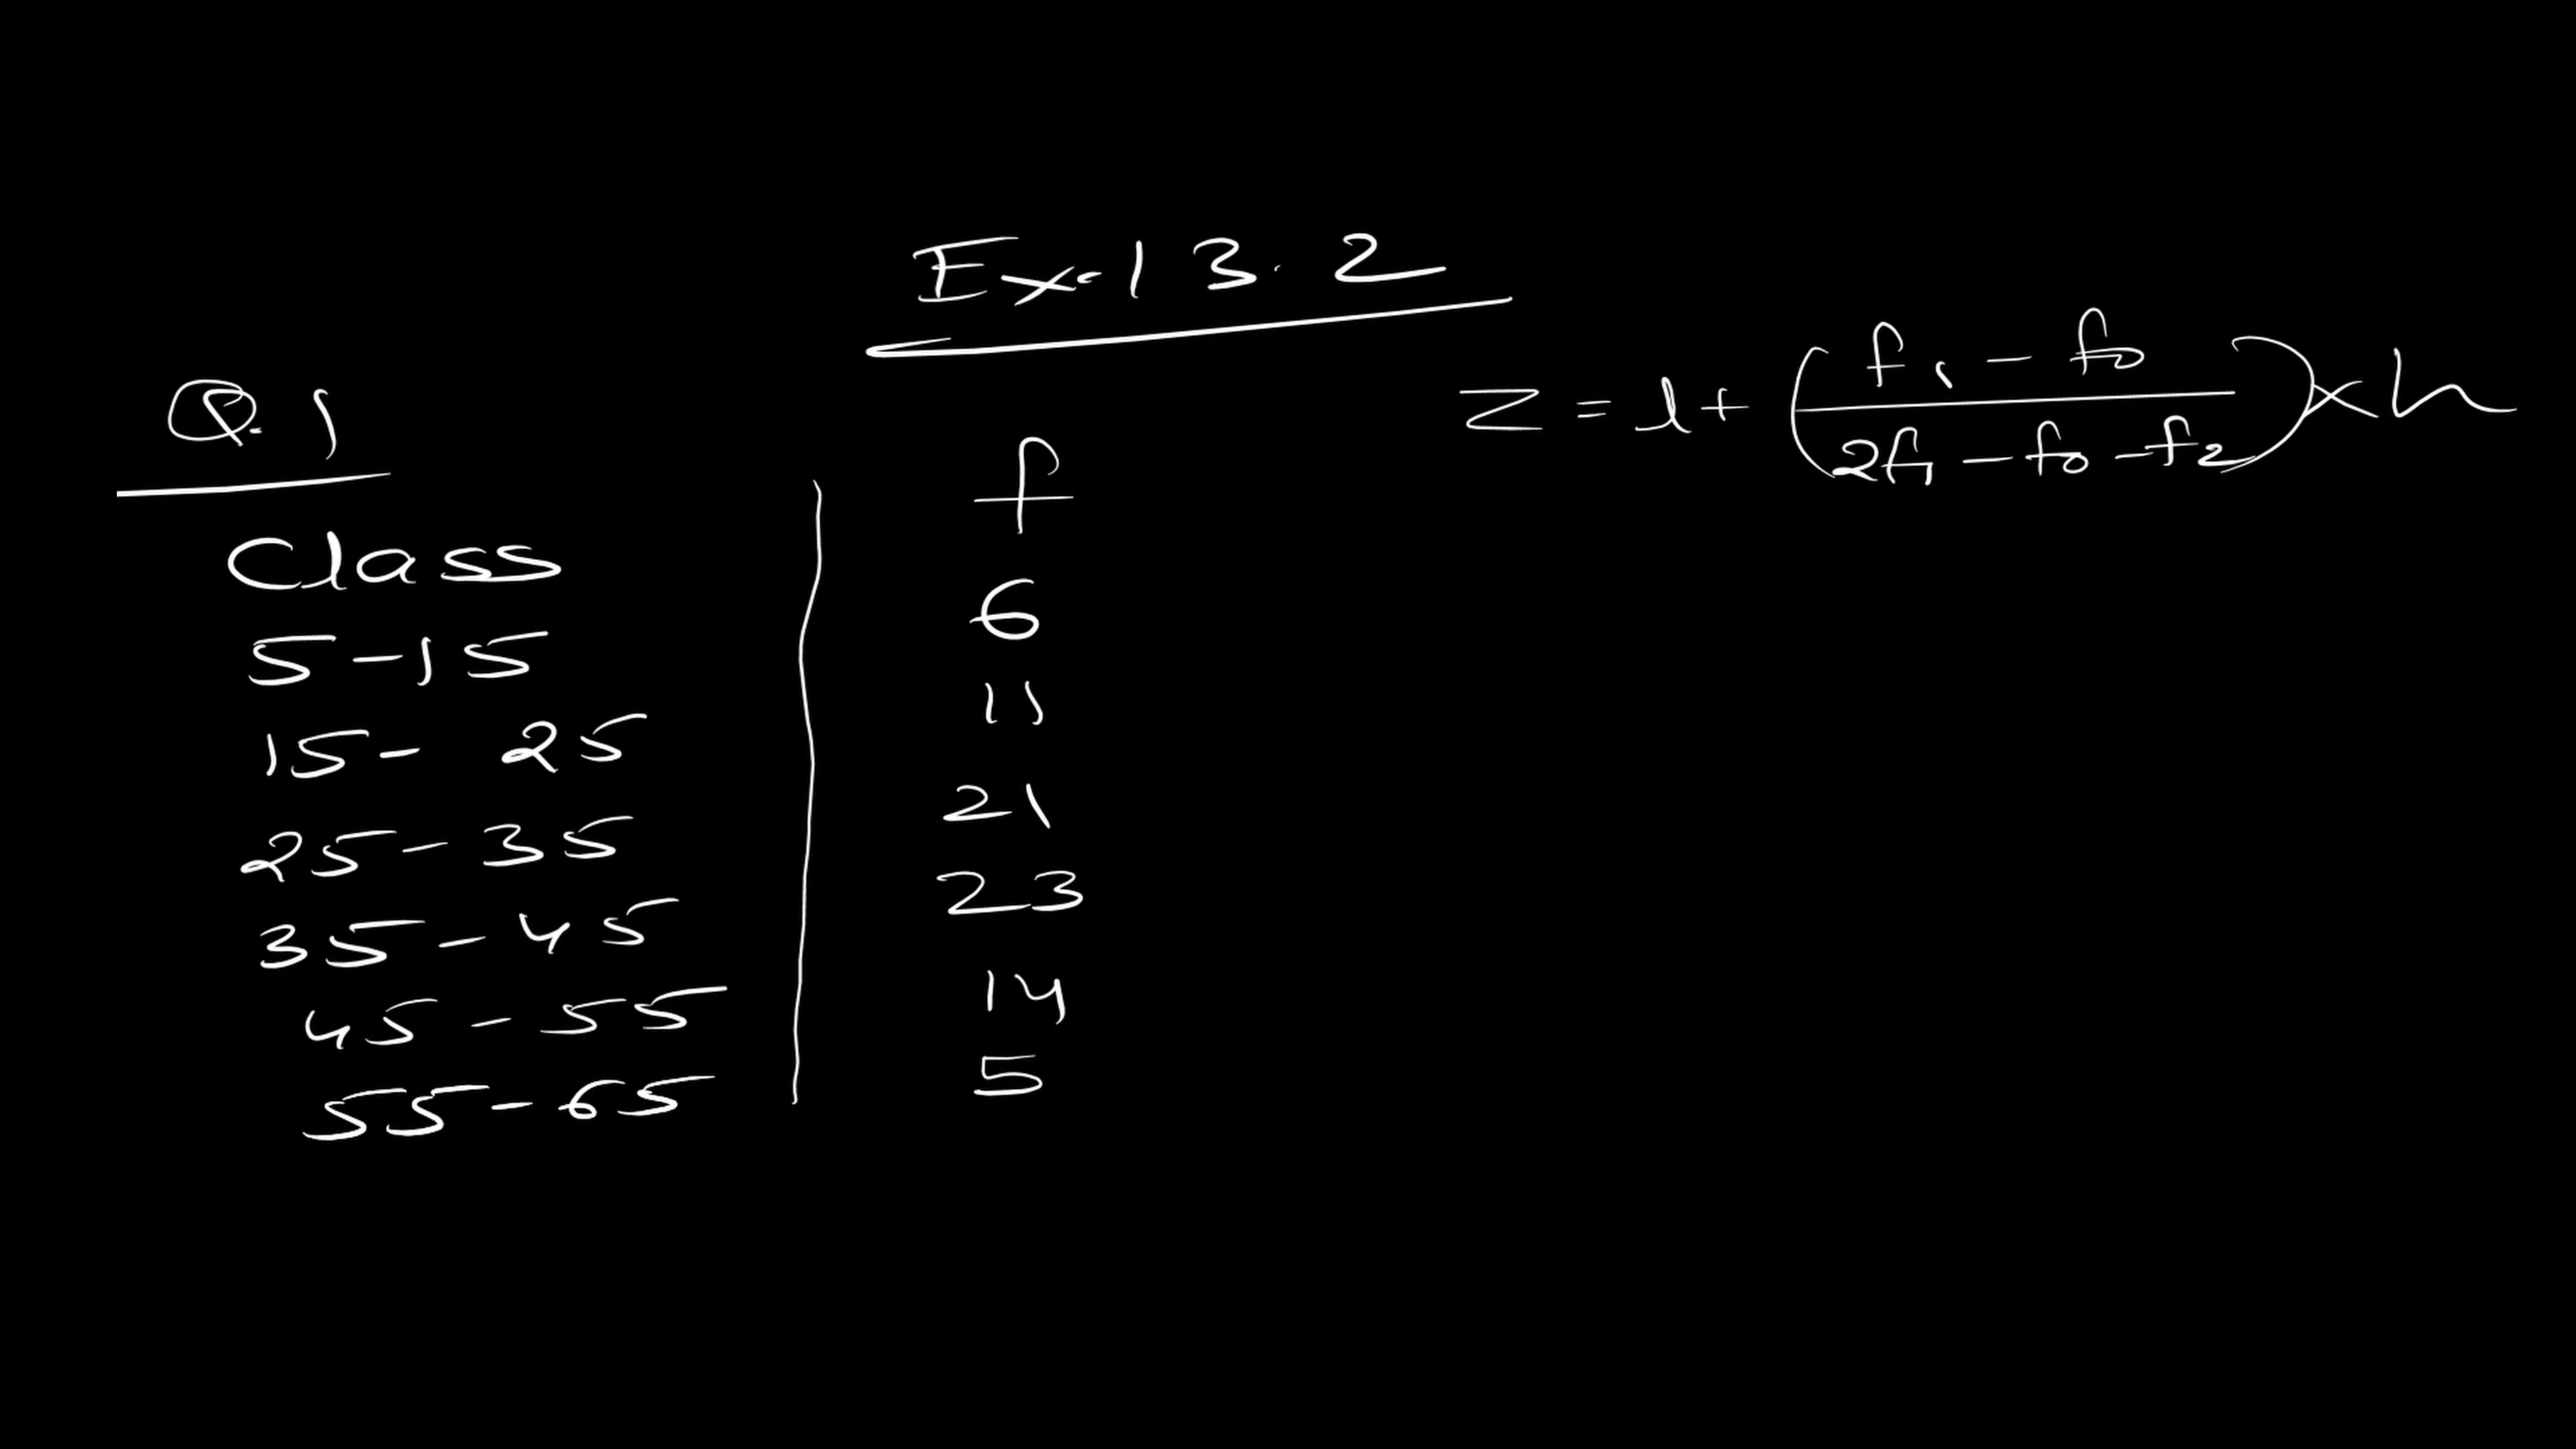 Ex-13.2
Z = l + (f₁ - f₀ / 2f₁ - f₀ - f₂) × h
Q.1
Class | f
5-15 | 6
15-25 | 11
25-35 | 21
35-45 | 23
45-55 | 14
55-65 | 5